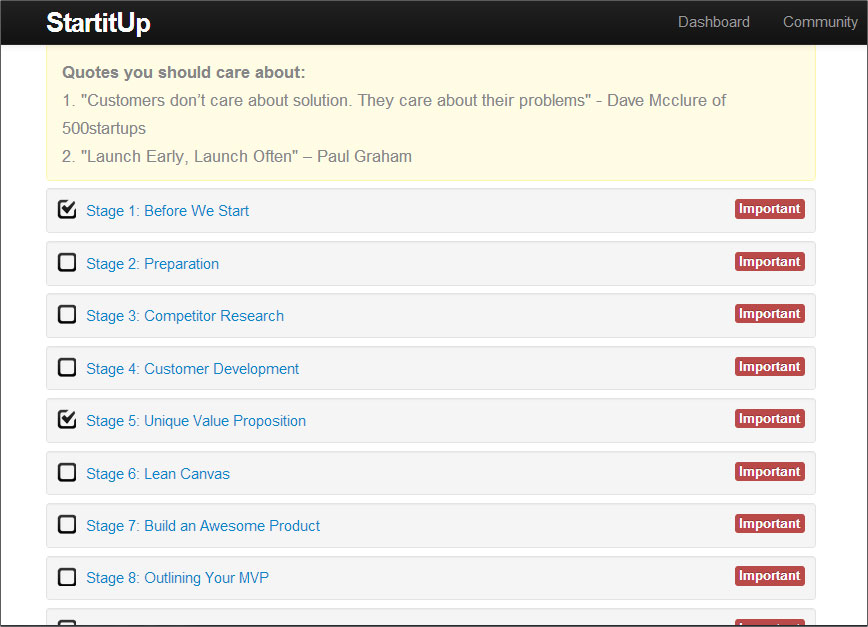 StartitUp
Dashboard Community
Quotes you should care about:
1. "Customers don’t care about solution. They care about their problems" - Dave Mcclure of
500startups
2. "Launch Early, Launch Often" – Paul Graham
Stage 1: Before We Start Important
Stage 2: Preparation Important
Stage 3: Competitor Research Important
Stage 4: Customer Development Important
Stage 5: Unique Value Proposition Important
Stage 6: Lean Canvas Important
Stage 7: Build an Awesome Product Important
Stage 8: Outlining Your MVP Important